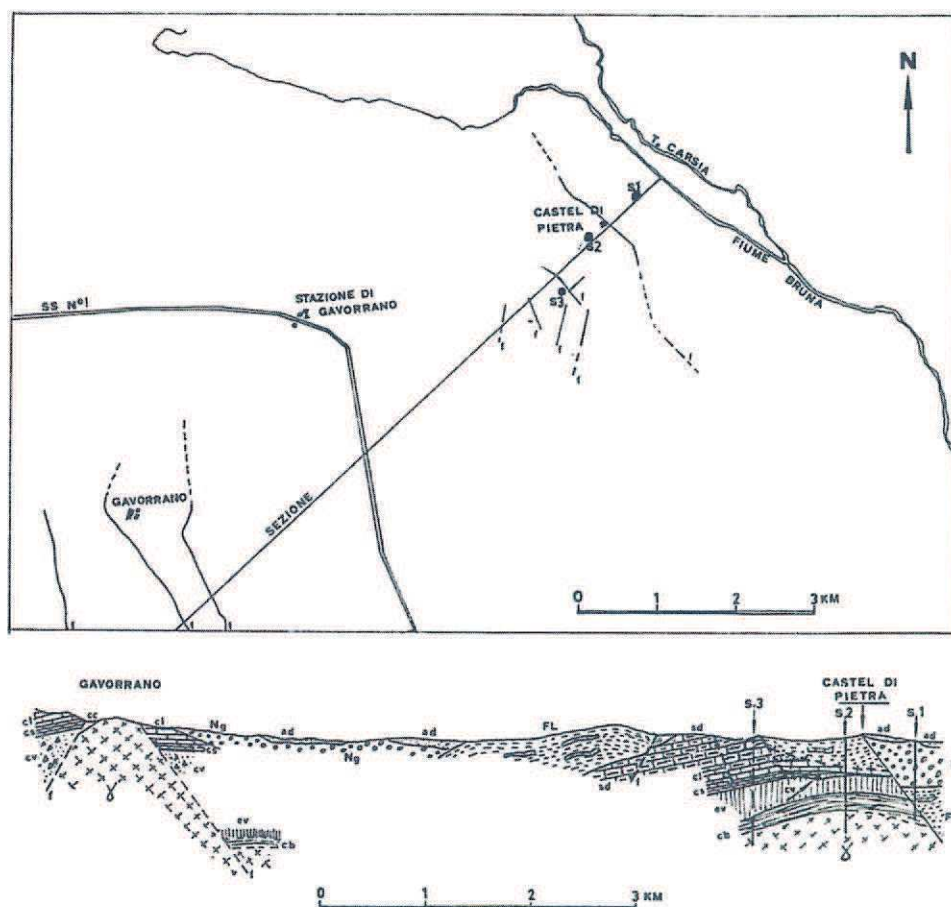 N
T. CARSIA
S1
CASTEL DI
PIETRA
S2
FIUME
BRUNA
STAZIONE DI
GAVORRANO
SS N° 1
S3
f
f
f
f
f
f
GAVORRANO
SEZIONE
0 1 2 3 KM
f
f
f
GAVORRANO
CASTEL DI
PIETRA
S-3
S-2
S-1
cl
cc
cl
Ng
ad
ad
FL
sd
ad
ad
cs
cs
Ng
cv
cv
f
γ
ev
cb
f
sd
f
cl
cs
ev
cv
cb
γ
0 1 2 3 KM